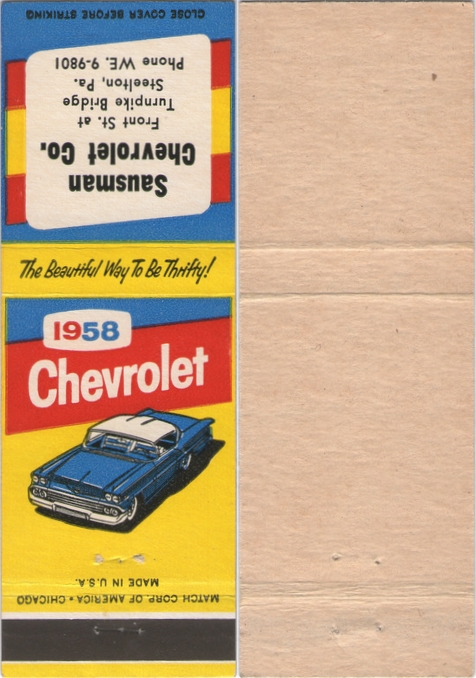 CLOSE COVER BEFORE STRIKING
Sausman
Chevrolet Co.
Front St. at
Turnpike Bridge
Steelton, Pa.
Phone WE. 9-9801
The Beautiful Way To Be Thrifty!
1958
Chevrolet
MATCH CORP. OF AMERICA • CHICAGO
MADE IN U.S.A.